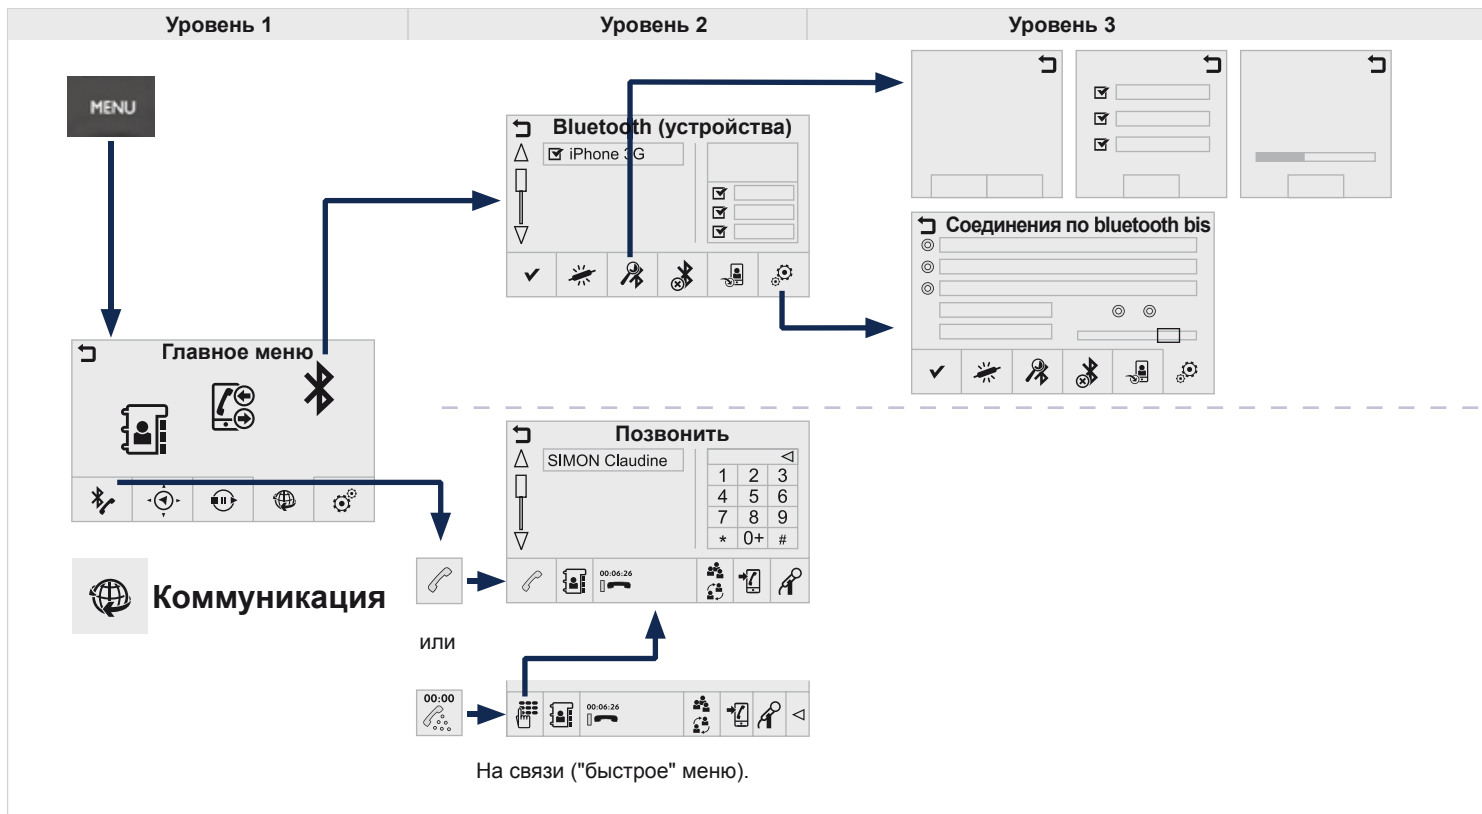 Уровень 1
Уровень 2
Уровень 3
MENU
Bluetooth (устройства)
iPhone 3G
Соединения по bluetooth bis
Главное меню
Позвонить
SIMON Claudine
1 2 3
4 5 6
7 8 9
* 0+ #
00:06:26
Коммуникация
или
00:00
00:06:26
На связи ("быстрое" меню).